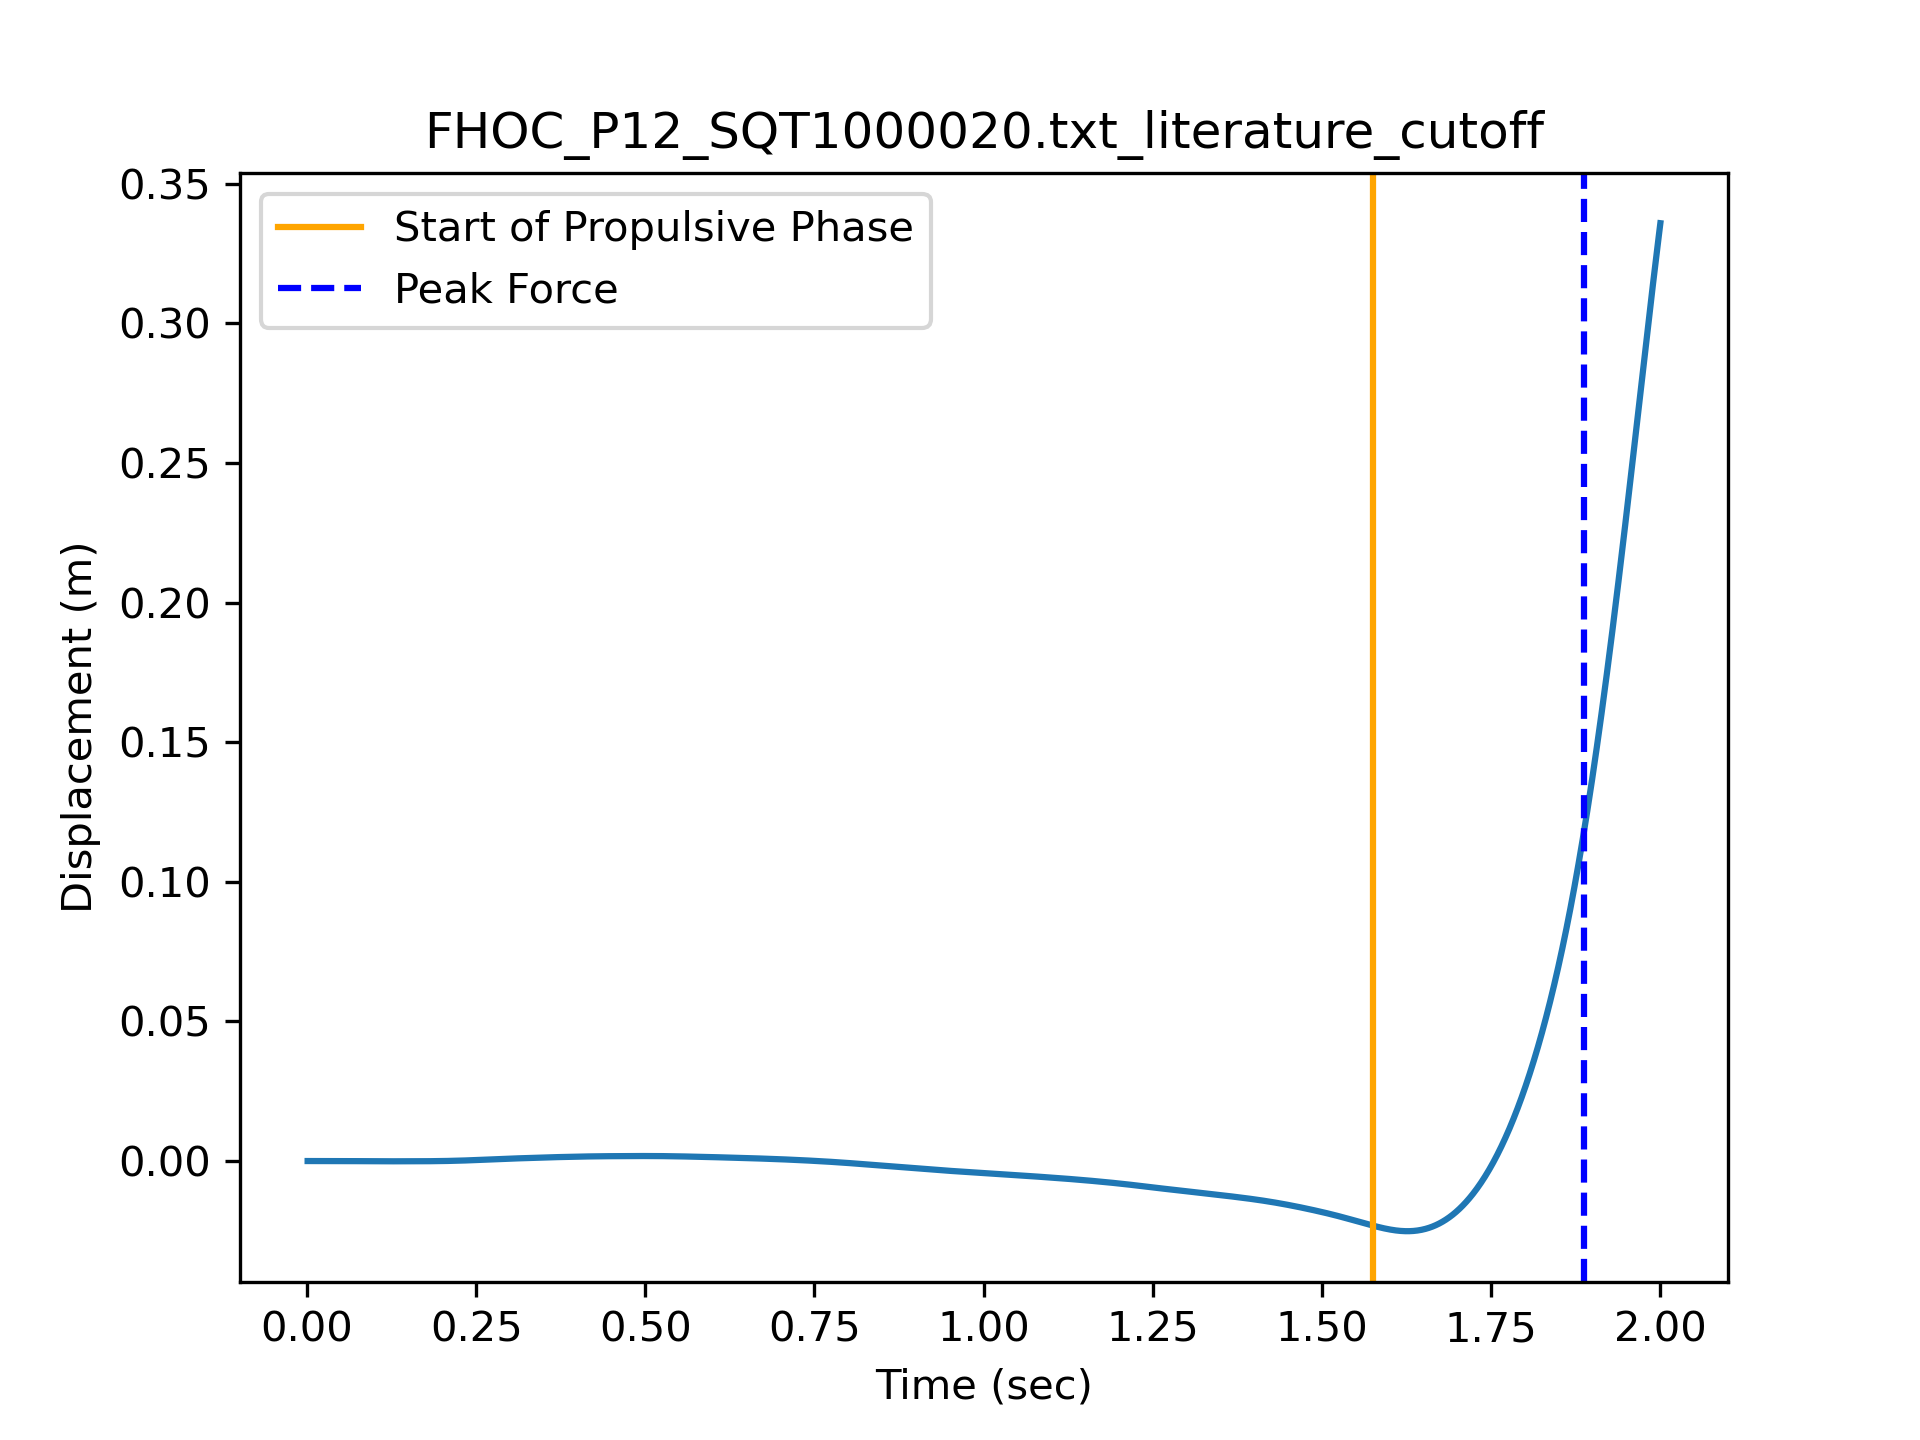 FHOC_P12_SQT1000020.txt_literature_cutoff
Start of Propulsive Phase
Peak Force
0.35
0.30
0.25
0.20
0.15
0.10
0.05
0.00
Displacement (m)
0.00 0.25 0.50 0.75 1.00 1.25 1.50 1.75 2.00
Time (sec)